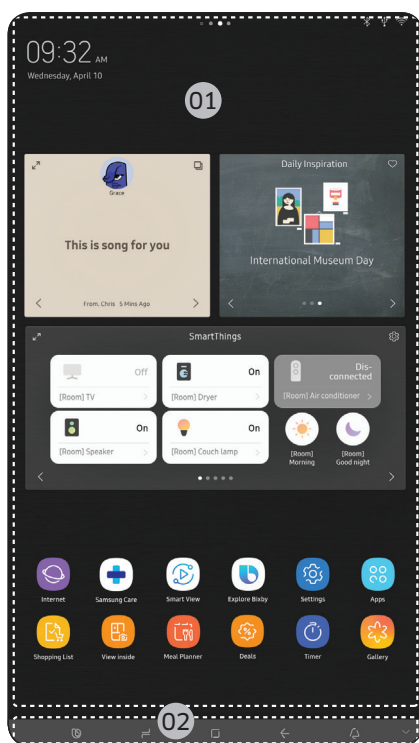 09:32 AM
Wednesday, April 10
01
Grace
This is song for you
From. Chris 5 Mins Ago
Daily Inspiration
International Museum Day
SmartThings
Off
[Room] TV
On
[Room] Dryer
Dis-
connected
[Room] Air conditioner
On
[Room] Speaker
On
[Room] Couch lamp
[Room]
Morning
[Room]
Good night
Internet
Samsung Care
Smart View
Explore Bixby
Settings
Apps
Shopping List
View inside
Meal Planner
Deals
Timer
Gallery
02